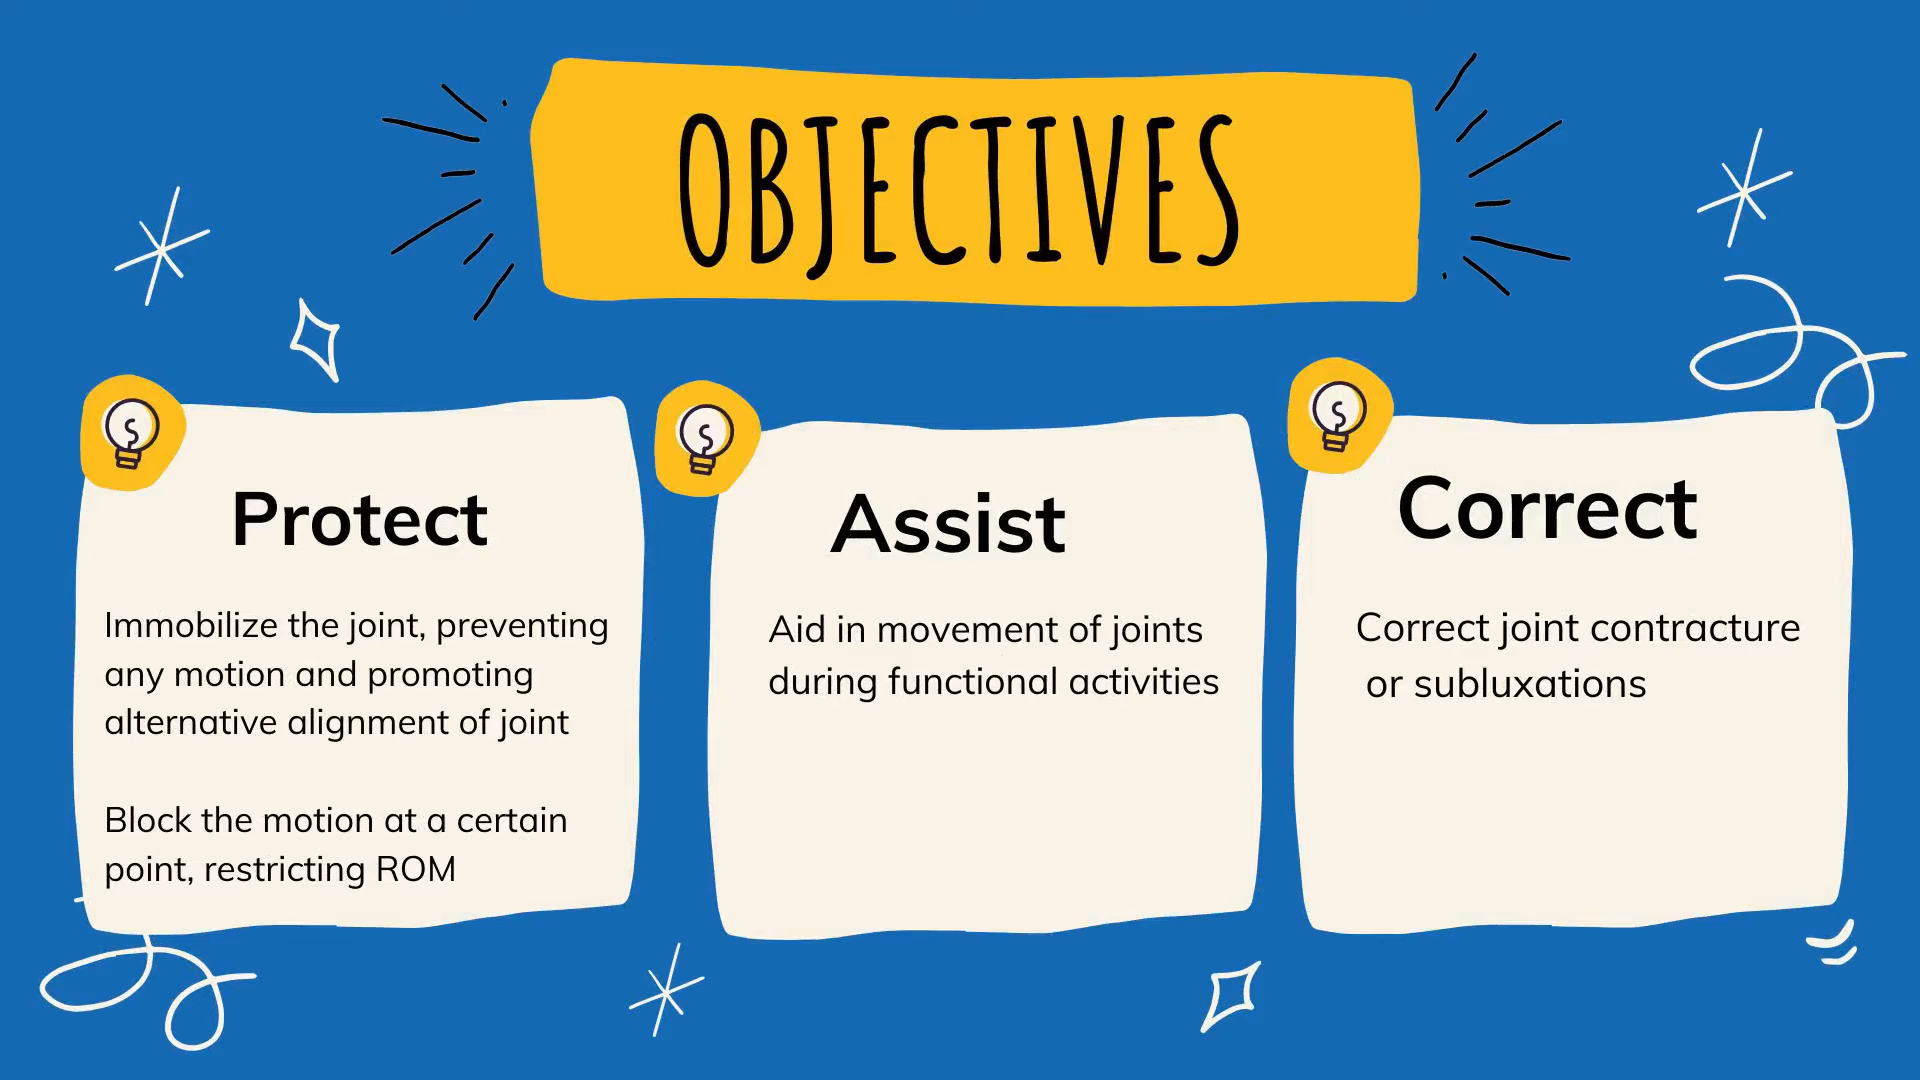 OBJECTIVES
Protect
Immobilize the joint, preventing
any motion and promoting
alternative alignment of joint
Block the motion at a certain
point, restricting ROM
Assist
Aid in movement of joints
during functional activities
Correct
Correct joint contracture
or subluxations